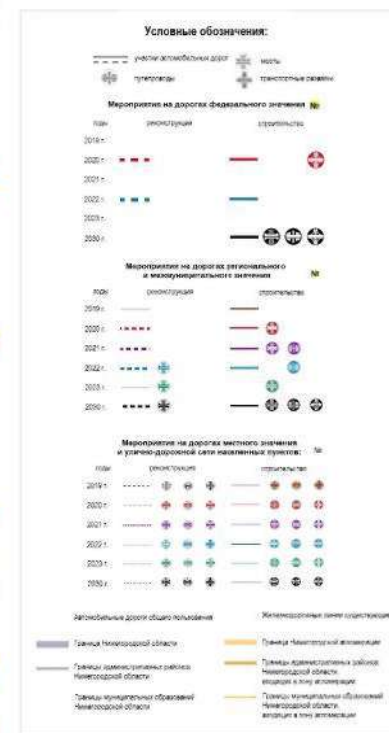 Условные обозначения:
участки автомобильных дорог
мосты
путепроводы
транспортные развязки
Мероприятия на дорогах федерального значения №
годы реконструкция строительство
2019 г.
2020 г.
2021 г.
2022 г.
2023 г.
2030 г.
Мероприятия на дорогах регионального
и межмуниципального значения №
годы реконструкция строительство
2019 г.
2020 г.
2021 г.
2022 г.
2023 г.
2030 г.
Мероприятия на дорогах местного значения
и улично-дорожной сети населенных пунктов: №
годы реконструкция строительство
2019 г.
2020 г.
2021 г.
2022 г.
2023 г.
2030 г.
Автомобильные дороги общего пользования
Граница Нижегородской области
Границы административных районов
Нижегородской области
Границы муниципальных образований
Нижегородской области
Железнодорожные линии существующие
Граница Нижегородской агломерации
Границы административных районов
Нижегородской области
входящих в зону агломерации
Границы муниципальных образований
Нижегородской области
входящих в зону агломерации